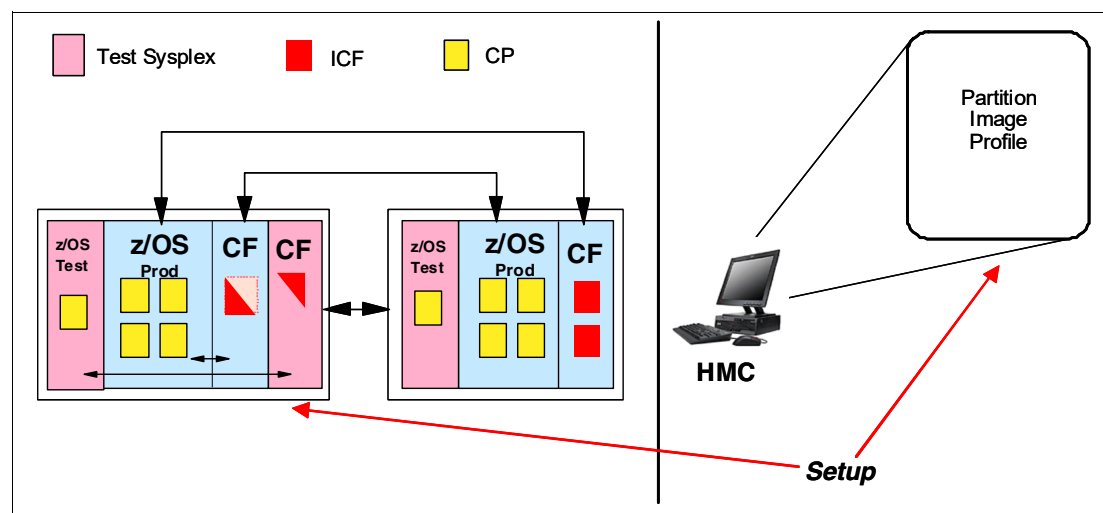 Test Sysplex
ICF
CP
z/OS
Test
z/OS
Prod
CF
CF
z/OS
Test
z/OS
Prod
CF
Partition
Image
Profile
HMC
Setup